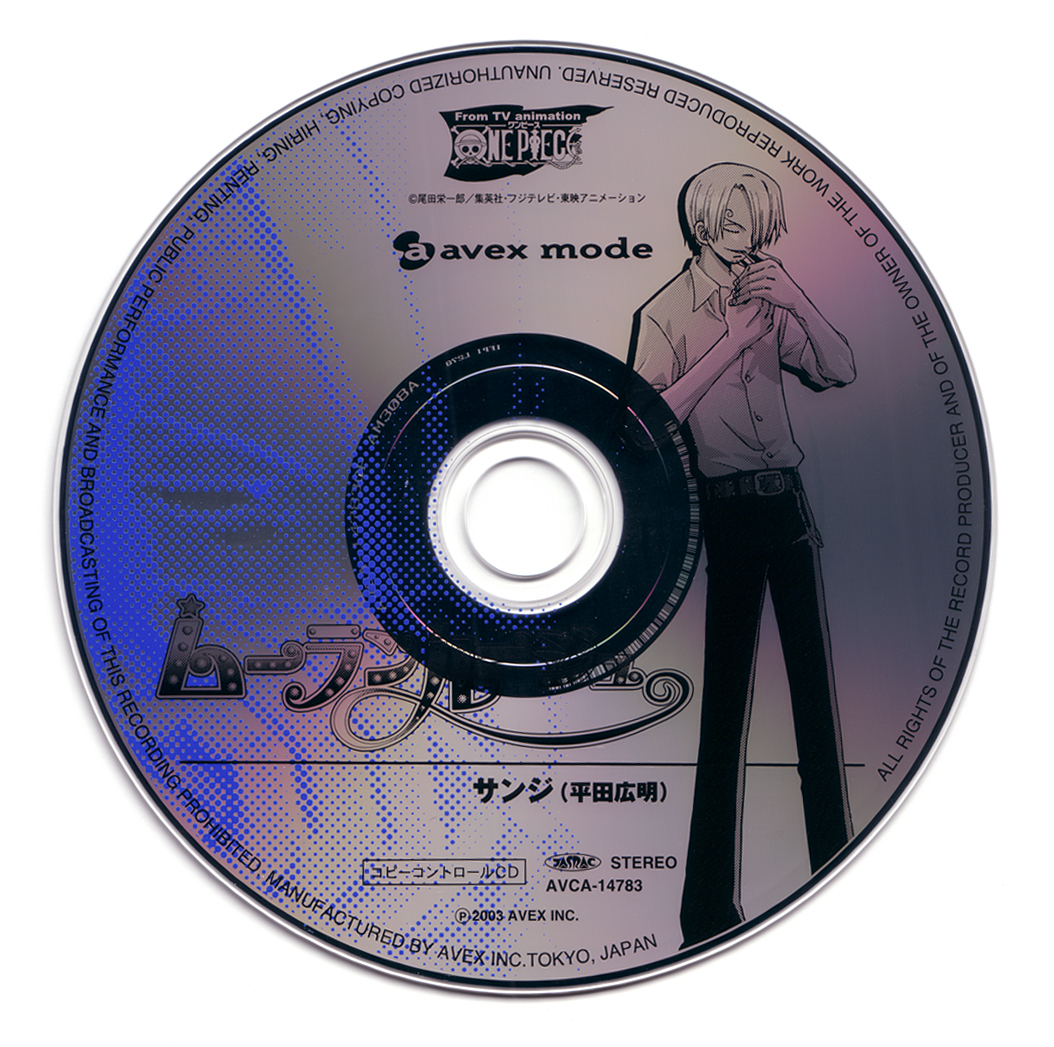 From TV animation
ワンピース
ONE PIECE
©尾田栄一郎／集英社・フジテレビ・東映アニメーション
a avex mode
サンジ（平田広明）
コピーコントロールCD
JASRAC STEREO
AVCA-14783
Ⓟ2003 AVEX INC.
ALL RIGHTS OF THE RECORD PRODUCER AND OF THE OWNER OF THE WORK REPRODUCED RESERVED. UNAUTHORIZED COPYING, HIRING, RENTING, PUBLIC PERFORMANCE AND BROADCASTING OF THIS RECORDING PROHIBITED. MANUFACTURED BY AVEX INC.TOKYO, JAPAN